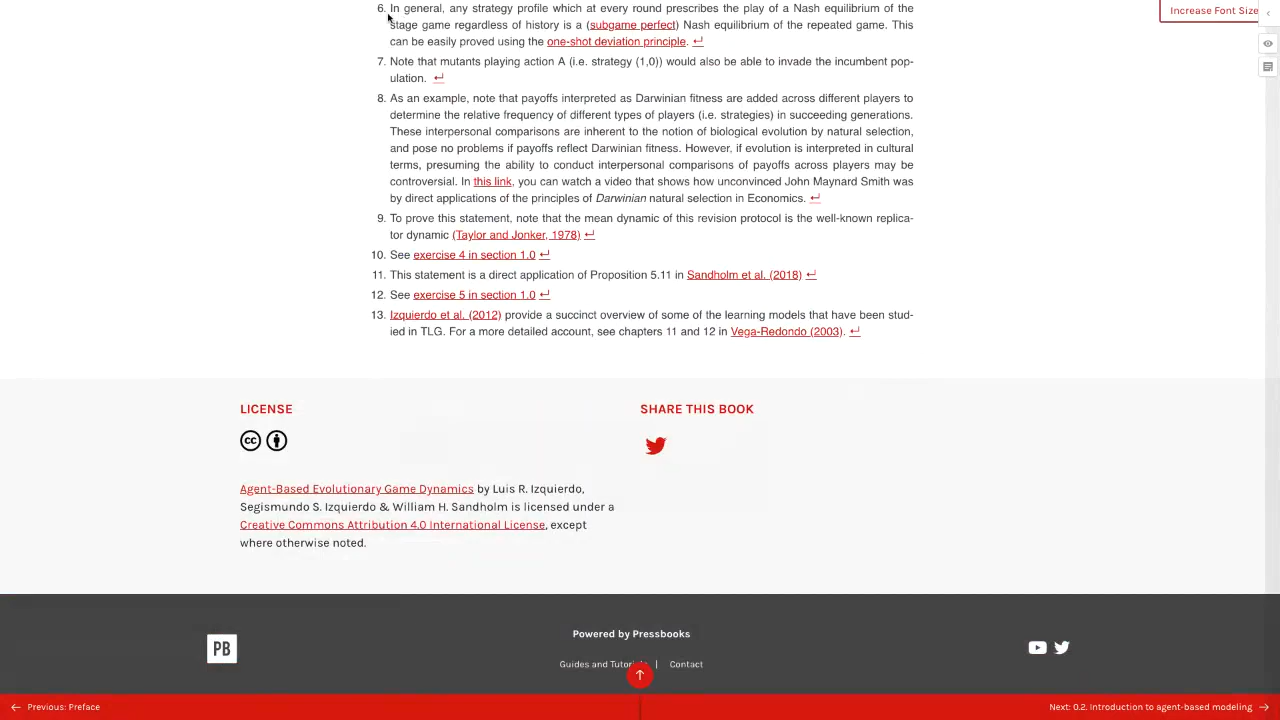 Increase Font Size
6. In general, any strategy profile which at every round prescribes the play of a Nash equilibrium of the
stage game regardless of history is a (subgame perfect) Nash equilibrium of the repeated game. This
can be easily proved using the one-shot deviation principle. ↵
7. Note that mutants playing action A (i.e. strategy (1,0)) would also be able to invade the incumbent pop-
ulation. ↵
8. As an example, note that payoffs interpreted as Darwinian fitness are added across different players to
determine the relative frequency of different types of players (i.e. strategies) in succeeding generations.
These interpersonal comparisons are inherent to the notion of biological evolution by natural selection,
and pose no problems if payoffs reflect Darwinian fitness. However, if evolution is interpreted in cultural
terms, presuming the ability to conduct interpersonal comparisons of payoffs across players may be
controversial. In this link, you can watch a video that shows how unconvinced John Maynard Smith was
by direct applications of the principles of Darwinian natural selection in Economics. ↵
9. To prove this statement, note that the mean dynamic of this revision protocol is the well-known replica-
tor dynamic (Taylor and Jonker, 1978) ↵
10. See exercise 4 in section 1.0 ↵
11. This statement is a direct application of Proposition 5.11 in Sandholm et al. (2018) ↵
12. See exercise 5 in section 1.0 ↵
13. Izquierdo et al. (2012) provide a succinct overview of some of the learning models that have been stud-
ied in TLG. For a more detailed account, see chapters 11 and 12 in Vega-Redondo (2003). ↵
LICENSE
cc
Agent-Based Evolutionary Game Dynamics by Luis R. Izquierdo,
Segismundo S. Izquierdo & William H. Sandholm is licensed under a
Creative Commons Attribution 4.0 International License, except
where otherwise noted.
SHARE THIS BOOK
PB
Powered by Pressbooks
Guides and Tutori | Contact
← Previous: Preface
Next: 0.2. Introduction to agent-based modeling →